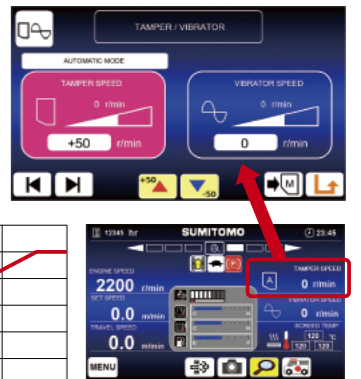 TAMPER / VIBRATOR
AUTOMATIC MODE
TAMPER SPEED
0 r/min
+50 r/min
VIBRATOR SPEED
0 r/min
0 r/min
+50
-50
M
12345 hr
SUMITOMO
23:45
ENGINE SPEED
2200 r/min
SET SPEED
0.0 m/min
TRAVEL SPEED
0.0 m/min
P
TAMPER SPEED
A
0 r/min
VIBRATOR SPEED
0 r/min
SCREED TEMP
120 °C
120 120
MENU